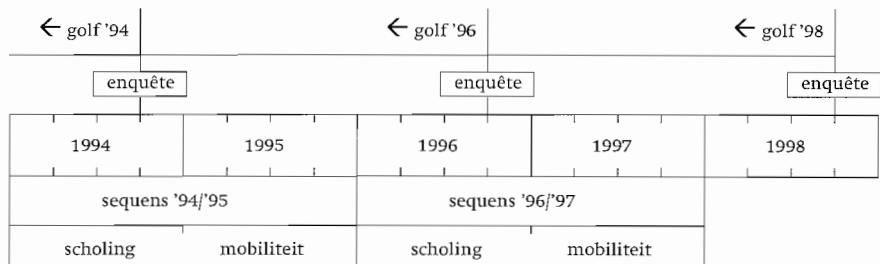 ← golf '94 ← golf '96 ← golf '98
enquête enquête enquête
1994 1995 1996 1997 1998
sequens '94/'95 sequens '96/'97
scholing mobiliteit scholing mobiliteit